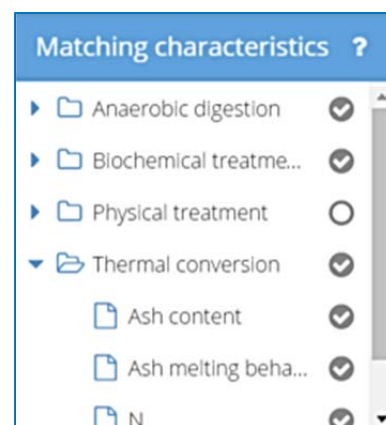 Matching characteristics ?
Anaerobic digestion
Biochemical treatme...
Physical treatment
Thermal conversion
Ash content
Ash melting beha...
N